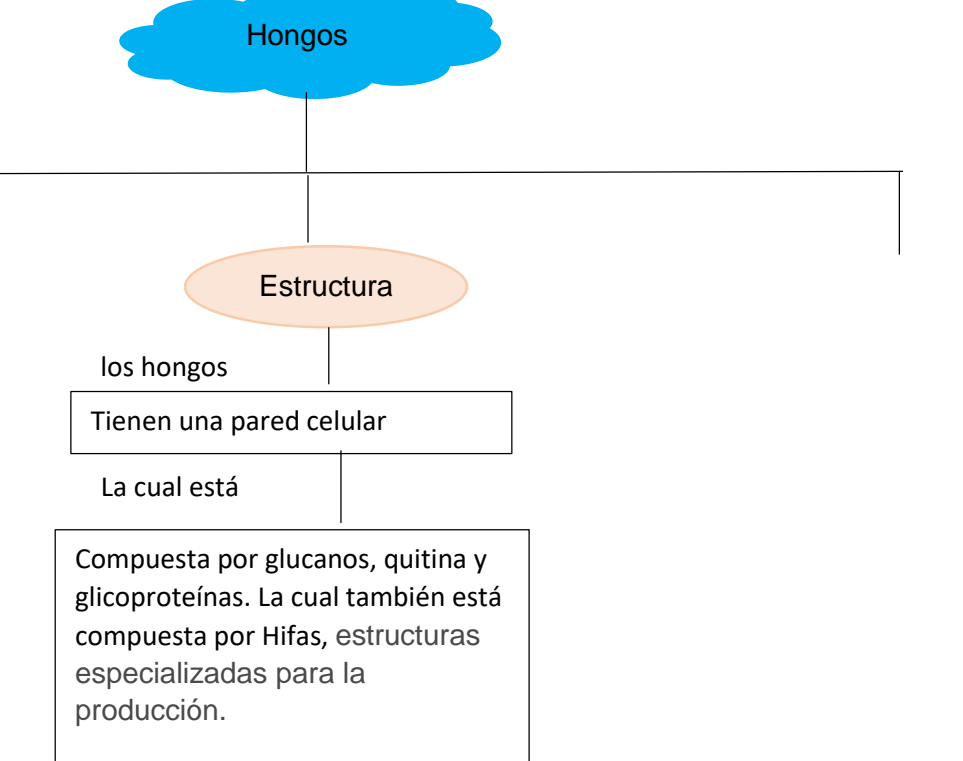 Hongos
Estructura
los hongos
Tienen una pared celular
La cual está
Compuesta por glucanos, quitina y
glicoproteínas. La cual también está
compuesta por Hifas, estructuras
especializadas para la
producción.